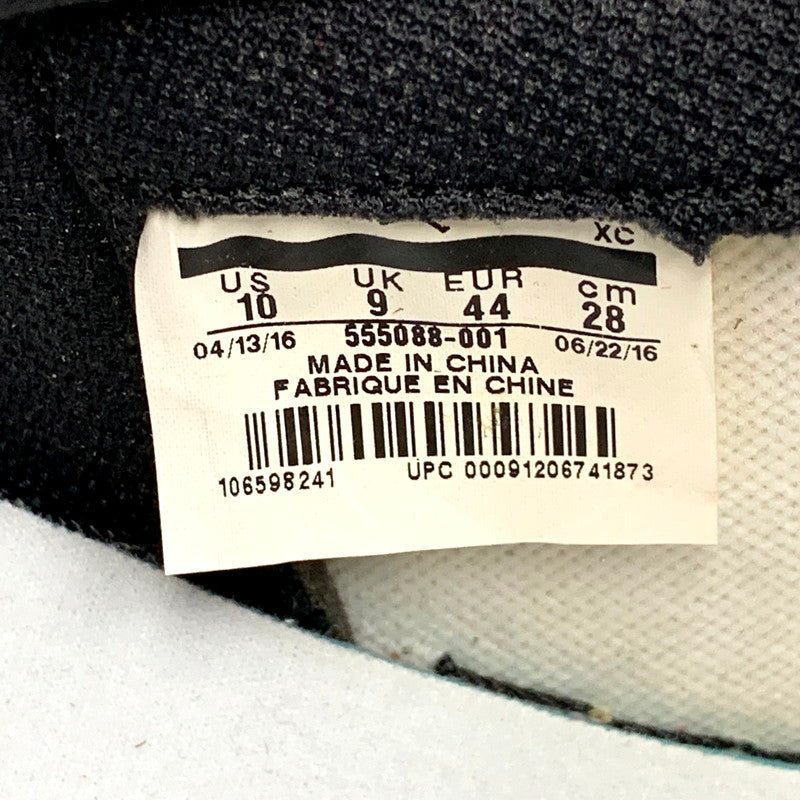 XC
US UK EUR cm
10 9 44 28
04/13/16 555088-001 06/22/16
MADE IN CHINA
FABRIQUE EN CHINE
106598241 UPC 00091206741873